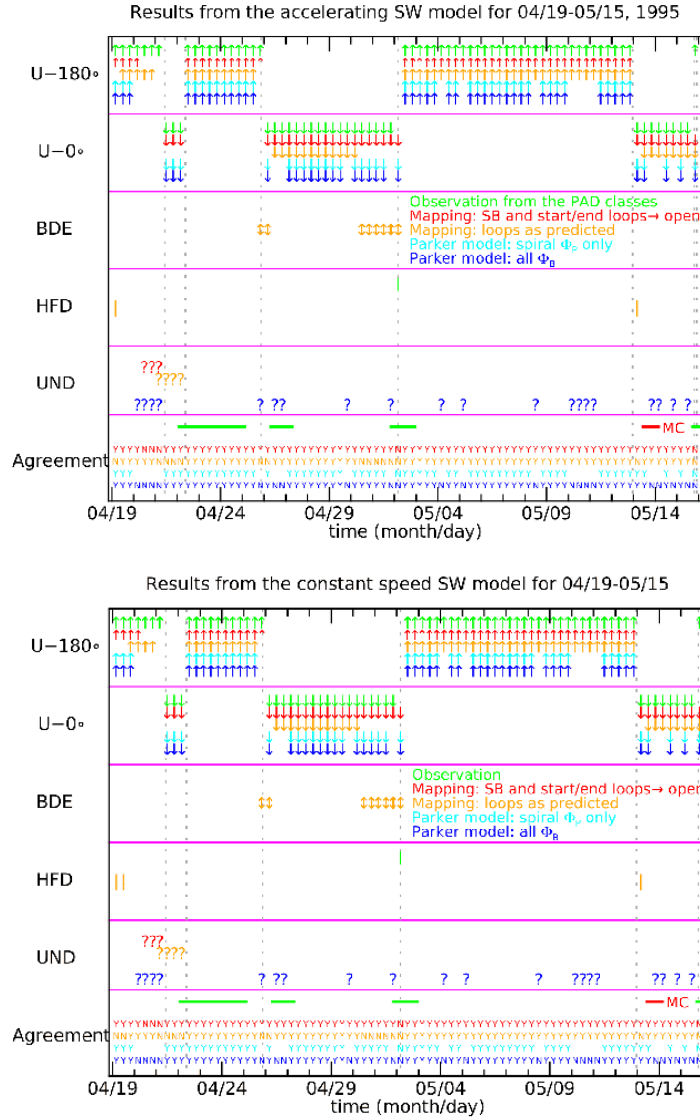 Results from the accelerating SW model for 04/19-05/15, 1995
U−180°
U−0°
BDE
Observation from the PAD classes
Mapping: SB and start/end loops→ open
Mapping: loops as predicted
Parker model: spiral ΦP only
Parker model: all ΦB
HFD
UND
??? 
????
???? ? ?? ? ? ? ? ? ???? ?? ? ?
MC
Agreement
04/19 04/24 04/29 05/04 05/09 05/14
time (month/day)
Results from the constant speed SW model for 04/19-05/15
U−180°
U−0°
BDE
Observation
Mapping: SB and start/end loops→ open
Mapping: loops as predicted
Parker model: spiral ΦP only
Parker model: all ΦB
HFD
UND
???
????
???? ? ?? ? ? ? ? ? ???? ?? ? ?
MC
Agreement
04/19 04/24 04/29 05/04 05/09 05/14
time (month/day)